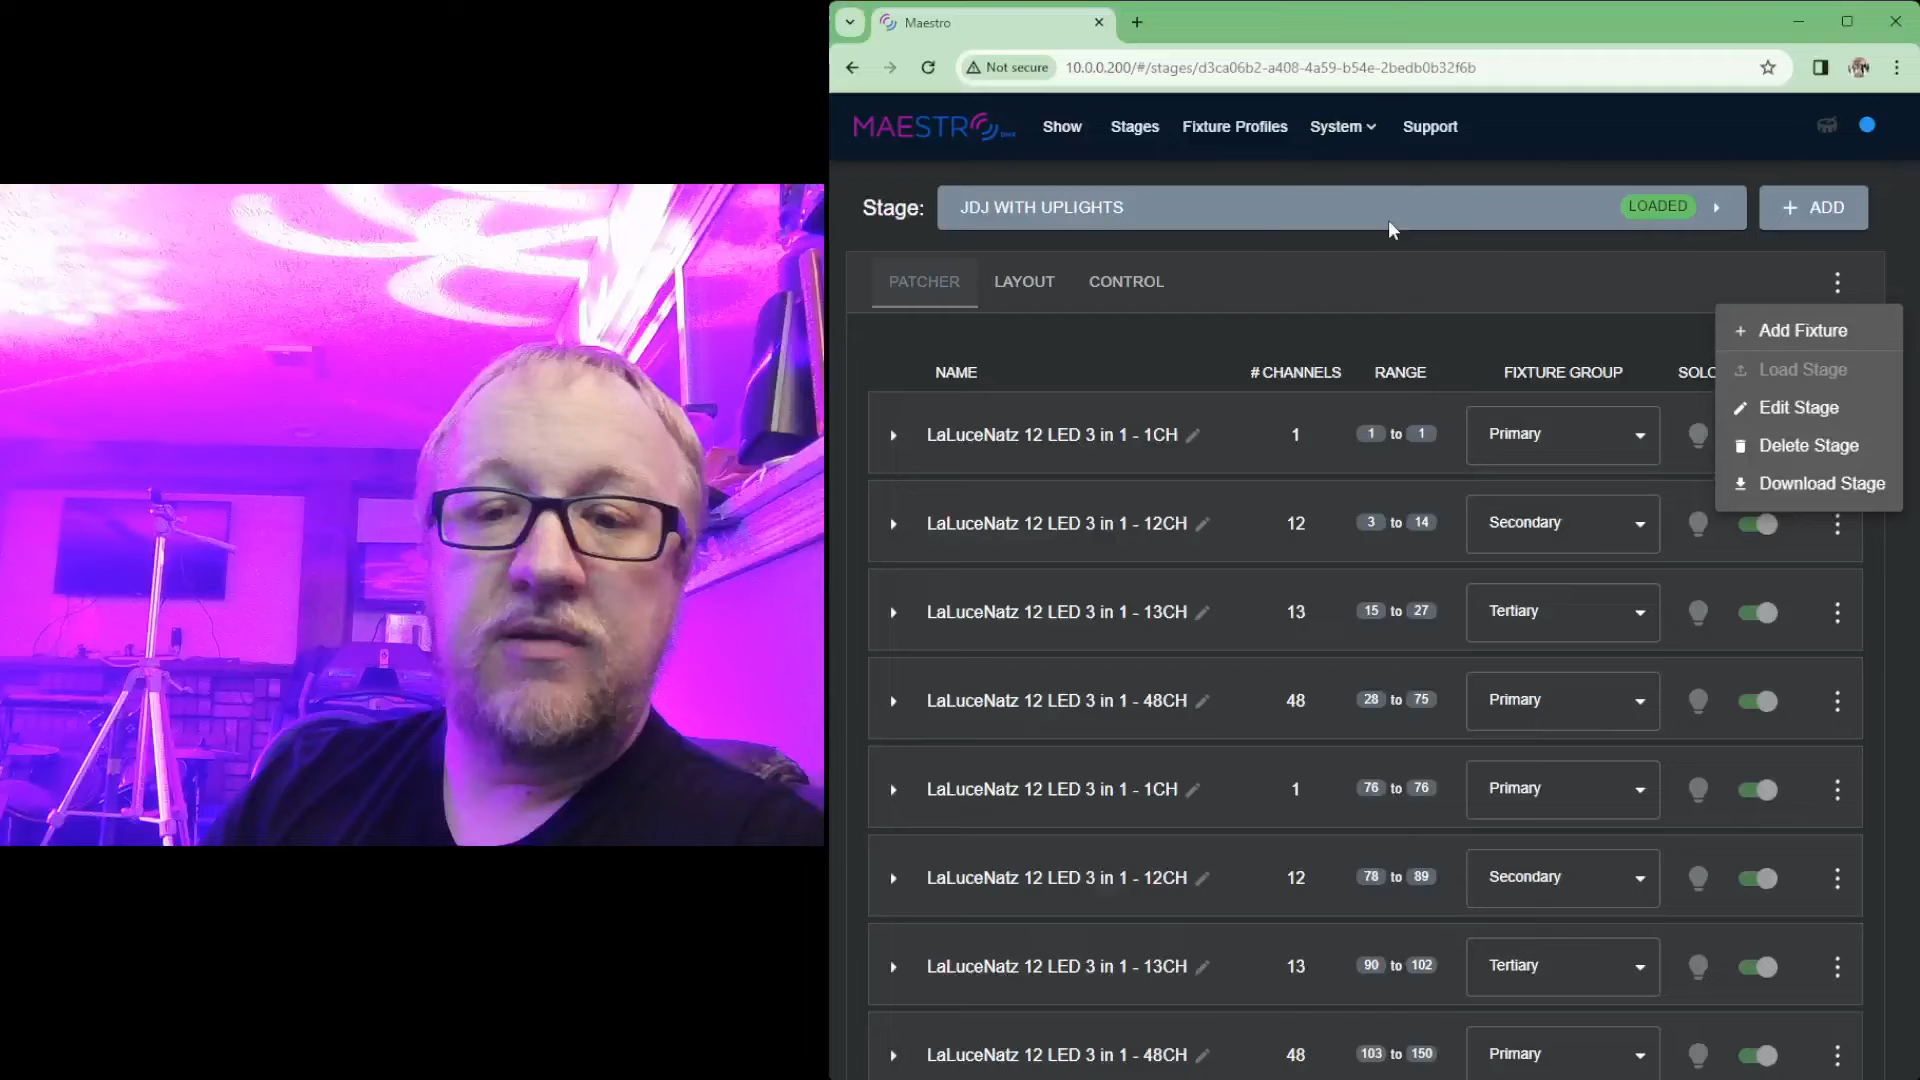 Maestro
Not secure
10.0.0.200/#/stages/d3ca06b2-a408-4a59-b54e-2bedb0b32f6b
MAESTRO
Show
Stages
Fixture Profiles
System
Support
Stage:
JDJ WITH UPLIGHTS
LOADED
+ ADD
PATCHER
LAYOUT
CONTROL
+ Add Fixture
Load Stage
Edit Stage
Delete Stage
Download Stage
NAME # CHANNELS RANGE FIXTURE GROUP SOLO
LaLuceNatz 12 LED 3 in 1 - 1CH 1 1 to 1 Primary
LaLuceNatz 12 LED 3 in 1 - 12CH 12 3 to 14 Secondary
LaLuceNatz 12 LED 3 in 1 - 13CH 13 15 to 27 Tertiary
LaLuceNatz 12 LED 3 in 1 - 48CH 48 28 to 75 Primary
LaLuceNatz 12 LED 3 in 1 - 1CH 1 76 to 76 Primary
LaLuceNatz 12 LED 3 in 1 - 12CH 12 78 to 89 Secondary
LaLuceNatz 12 LED 3 in 1 - 13CH 13 90 to 102 Tertiary
LaLuceNatz 12 LED 3 in 1 - 48CH 48 103 to 150 Primary